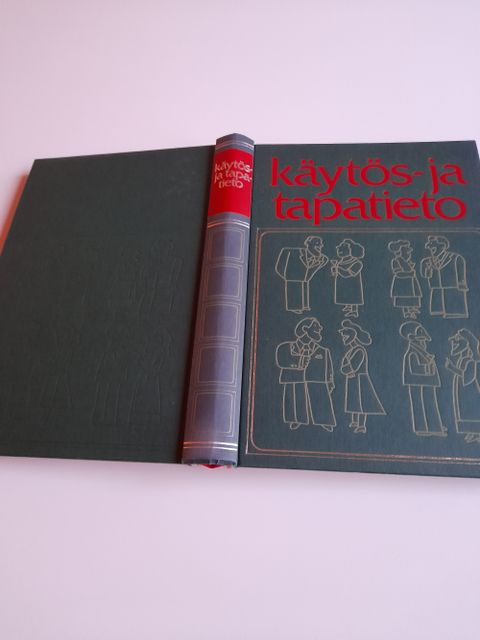 käytös-
ja tapa-
tieto
käytös-ja
tapatieto